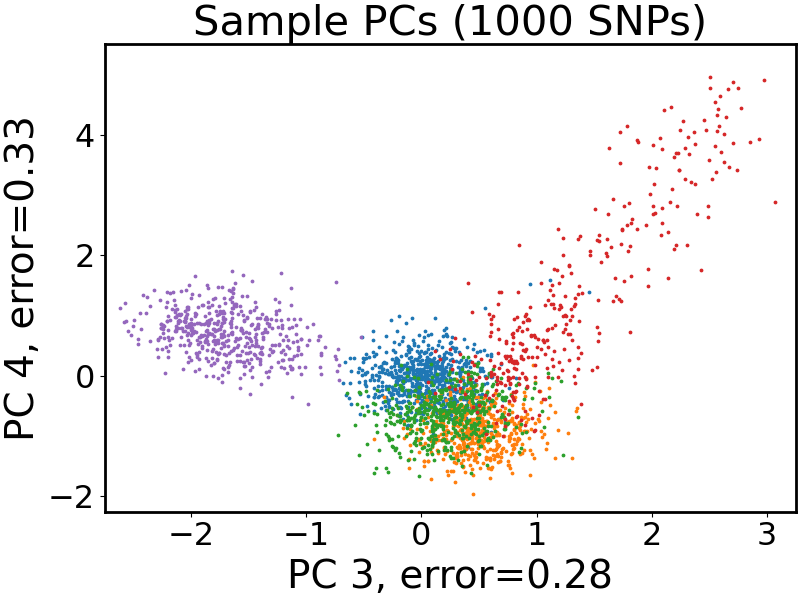 Sample PCs (1000 SNPs)
PC 4, error=0.33
4
2
0
−2
−2 −1 0 1 2 3
PC 3, error=0.28